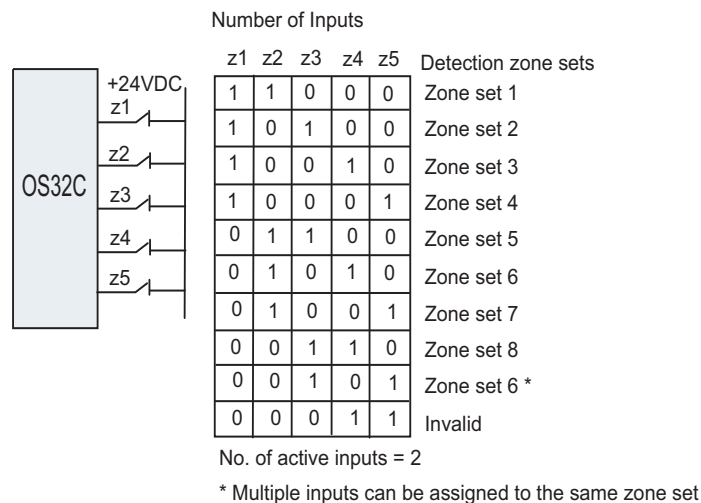 Number of Inputs
z1 z2 z3 z4 z5 Detection zone sets
+24VDC
z1
z2
z3
z4
z5
OS32C
1 1 0 0 0 Zone set 1
1 0 1 0 0 Zone set 2
1 0 0 1 0 Zone set 3
1 0 0 0 1 Zone set 4
0 1 1 0 0 Zone set 5
0 1 0 1 0 Zone set 6
0 1 0 0 1 Zone set 7
0 0 1 1 0 Zone set 8
0 0 1 0 1 Zone set 6 *
0 0 0 1 1 Invalid
No. of active inputs = 2
* Multiple inputs can be assigned to the same zone set